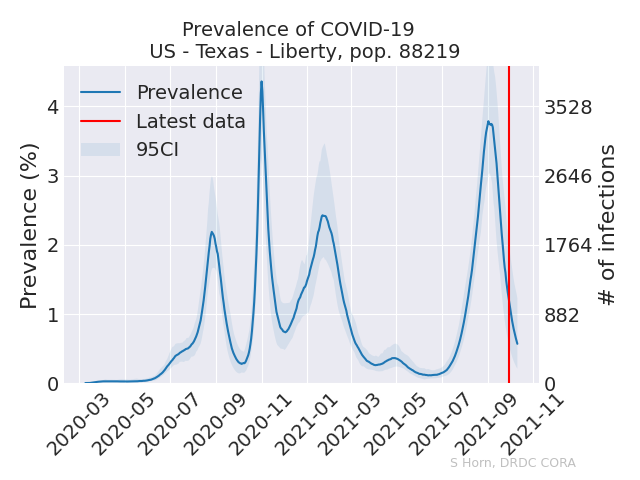 Prevalence of COVID-19
US - Texas - Liberty, pop. 88219
Prevalence
Latest data
95CI
Prevalence (%)
4
3
2
1
0
3528
2646
1764
882
0
# of infections
2020-03
2020-05
2020-07
2020-09
2020-11
2021-01
2021-03
2021-05
2021-07
2021-09
2021-11
S Horn, DRDC CORA